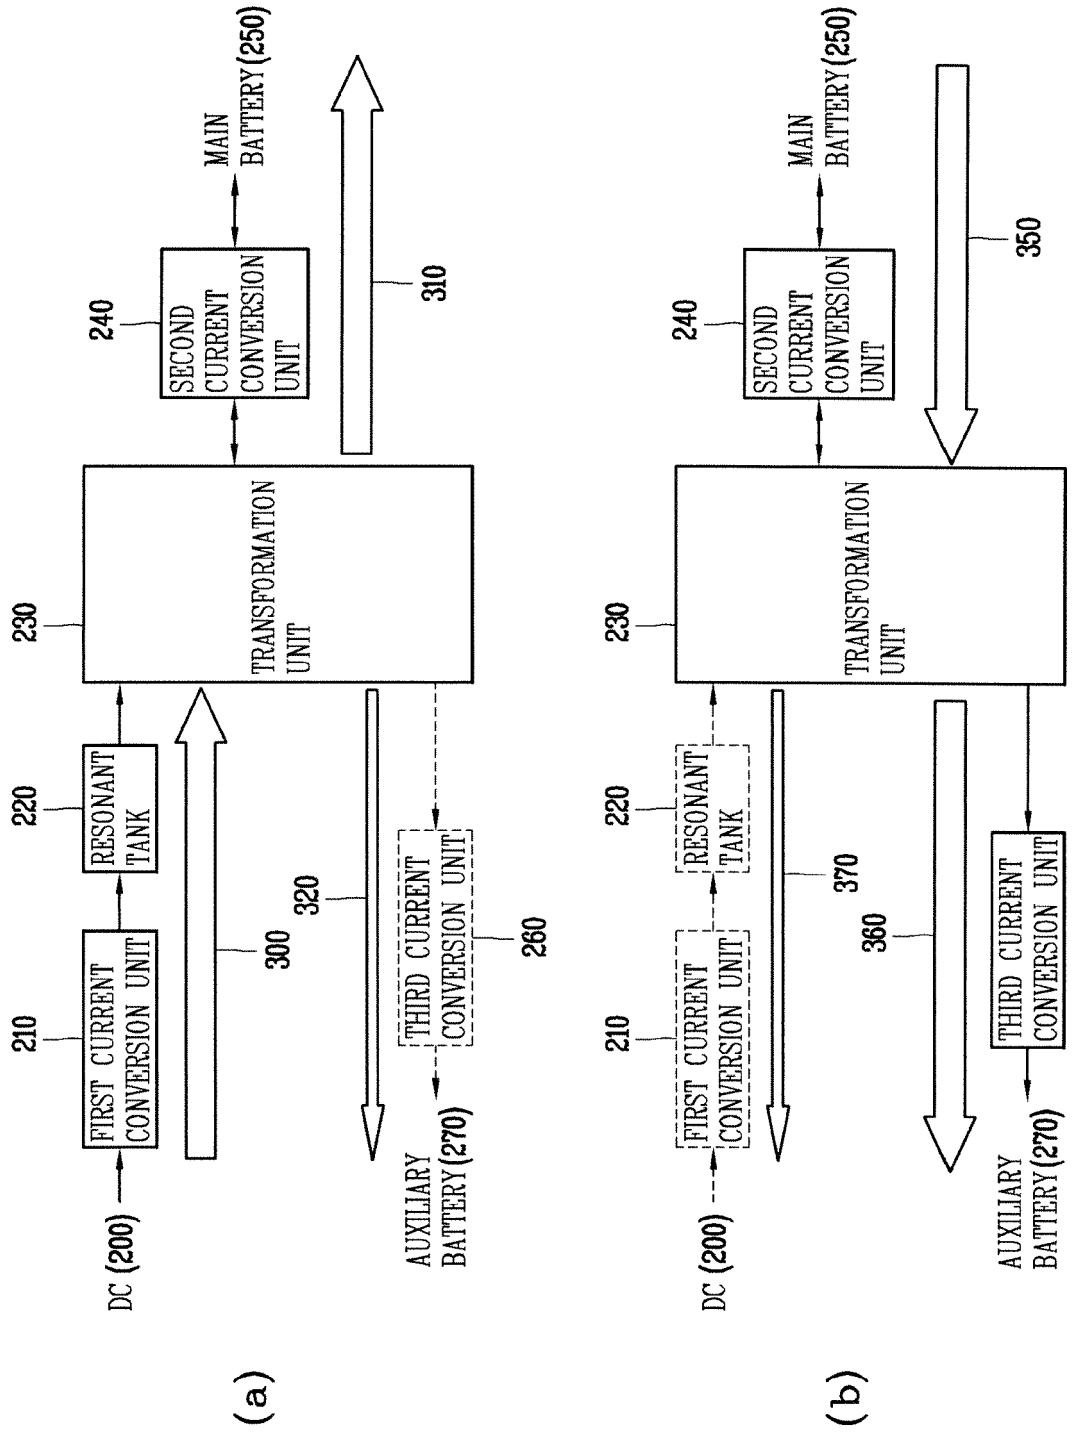 (a)
DC (200)
210
FIRST CURRENT
CONVERSION UNIT
220
RESONANT
TANK
230
TRANSFORMATION
UNIT
240
SECOND
CURRENT
CONVERSION
UNIT
MAIN
BATTERY(250)
300
310
320
AUXILIARY
BATTERY(270)
THIRD CURRENT
CONVERSION UNIT
260
(b)
DC (200)
210
FIRST CURRENT
CONVERSION UNIT
220
RESONANT
TANK
230
TRANSFORMATION
UNIT
240
SECOND
CURRENT
CONVERSION
UNIT
MAIN
BATTERY(250)
370
350
360
AUXILIARY
BATTERY(270)
THIRD CURRENT
CONVERSION UNIT